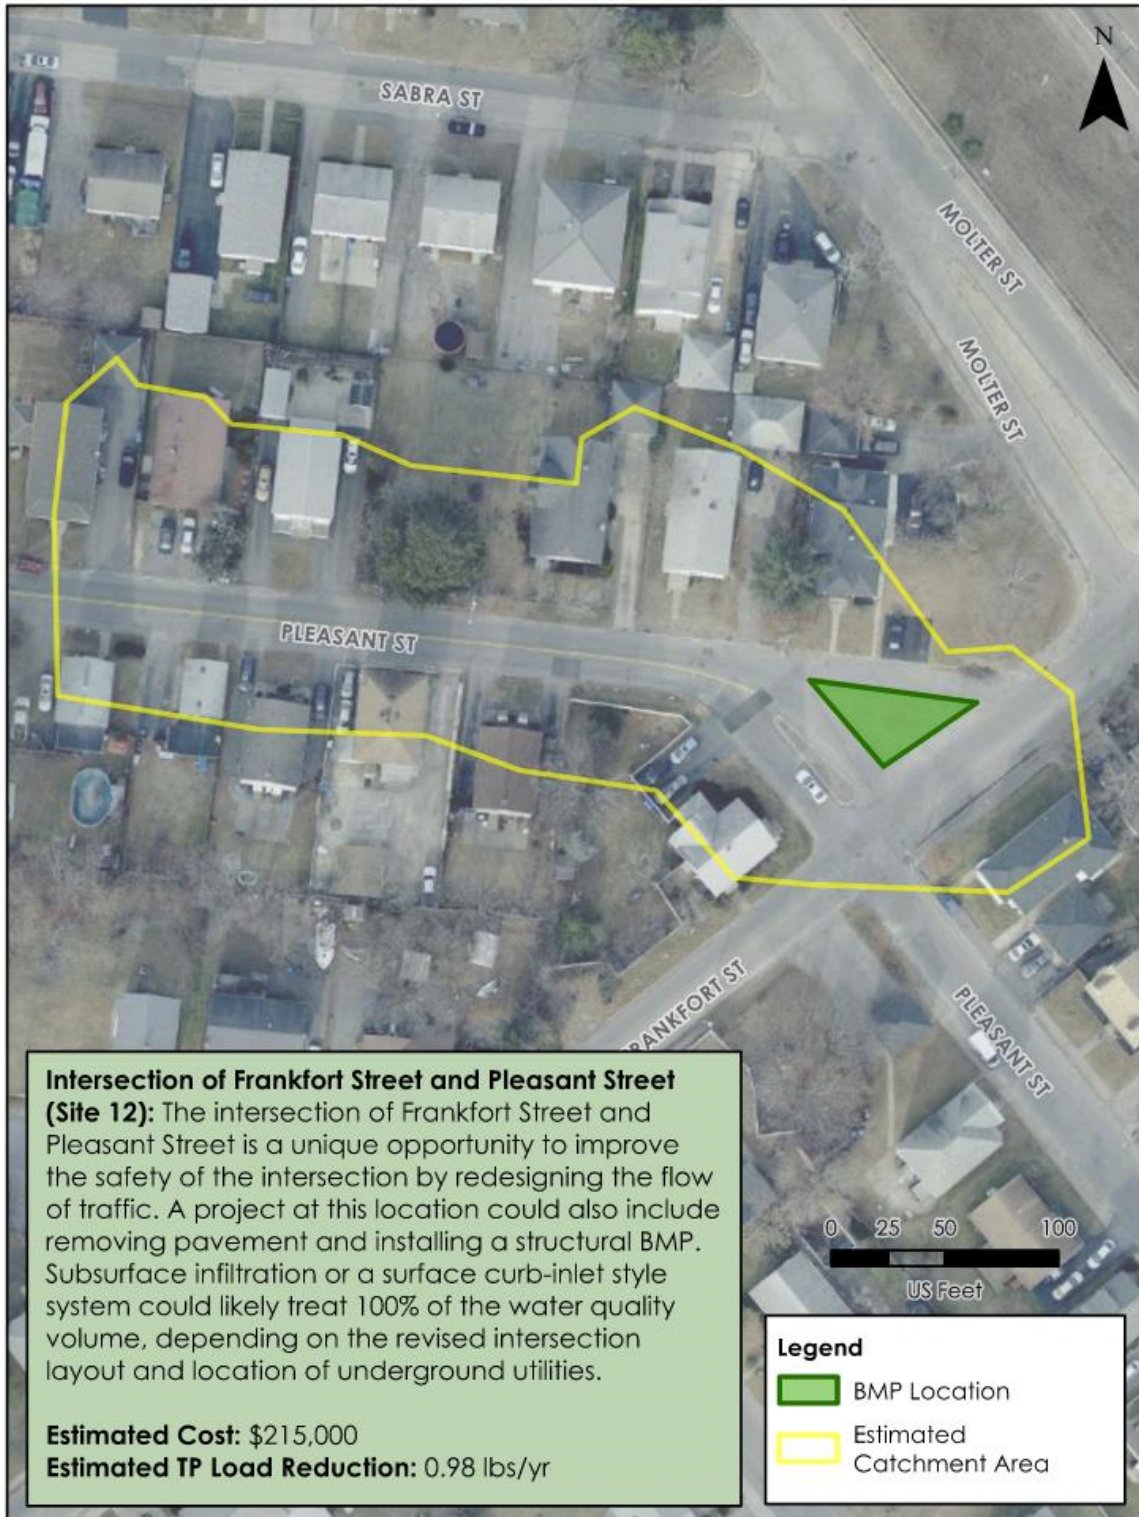 N
SABRA ST
MOLTER ST
MOLTER ST
PLEASANT ST
FRANKFORT ST
PLEASANT ST
Intersection of Frankfort Street and Pleasant Street
(Site 12): The intersection of Frankfort Street and
Pleasant Street is a unique opportunity to improve
the safety of the intersection by redesigning the flow
of traffic. A project at this location could also include
removing pavement and installing a structural BMP.
Subsurface infiltration or a surface curb-inlet style
system could likely treat 100% of the water quality
volume, depending on the revised intersection
layout and location of underground utilities.
Estimated Cost: $215,000
Estimated TP Load Reduction: 0.98 lbs/yr
0 25 50 100
US Feet
Legend
BMP Location
Estimated
Catchment Area